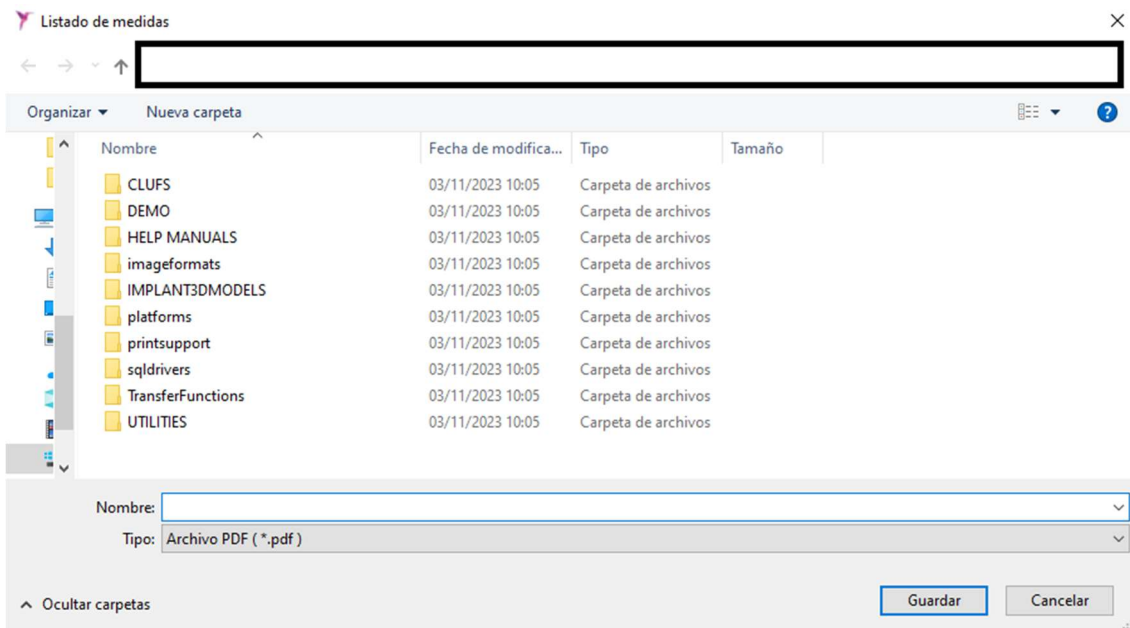 Listado de medidas
Organizar Nueva carpeta
Nombre Fecha de modifica... Tipo Tamaño
CLUFS 03/11/2023 10:05 Carpeta de archivos
DEMO 03/11/2023 10:05 Carpeta de archivos
HELP MANUALS 03/11/2023 10:05 Carpeta de archivos
imageformats 03/11/2023 10:05 Carpeta de archivos
IMPLANT3DMODELS 03/11/2023 10:05 Carpeta de archivos
platforms 03/11/2023 10:05 Carpeta de archivos
printsupport 03/11/2023 10:05 Carpeta de archivos
sqldrivers 03/11/2023 10:05 Carpeta de archivos
TransferFunctions 03/11/2023 10:05 Carpeta de archivos
UTILITIES 03/11/2023 10:05 Carpeta de archivos
Nombre:
Tipo: Archivo PDF ( *.pdf )
Ocultar carpetas Guardar Cancelar